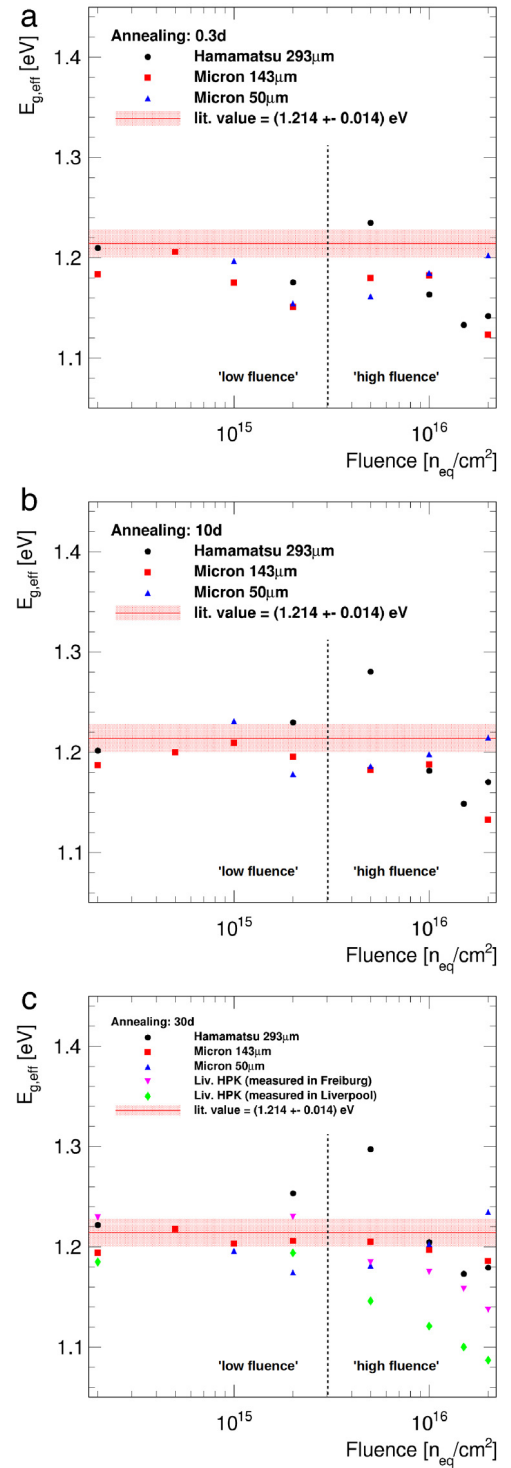 a
E_g,eff [eV]
Annealing: 0.3d
Hamamatsu 293μm
Micron 143μm
Micron 50μm
lit. value = (1.214 +- 0.014) eV
1.4
1.3
1.2
1.1
'low fluence' 'high fluence'
10^15 10^16
Fluence [n_eq/cm^2]
b
E_g,eff [eV]
Annealing: 10d
Hamamatsu 293μm
Micron 143μm
Micron 50μm
lit. value = (1.214 +- 0.014) eV
1.4
1.3
1.2
1.1
'low fluence' 'high fluence'
10^15 10^16
Fluence [n_eq/cm^2]
c
E_g,eff [eV]
Annealing: 30d
Hamamatsu 293μm
Micron 143μm
Micron 50μm
Liv. HPK (measured in Freiburg)
Liv. HPK (measured in Liverpool)
lit. value = (1.214 +- 0.014) eV
1.4
1.3
1.2
1.1
'low fluence' 'high fluence'
10^15 10^16
Fluence [n_eq/cm^2]